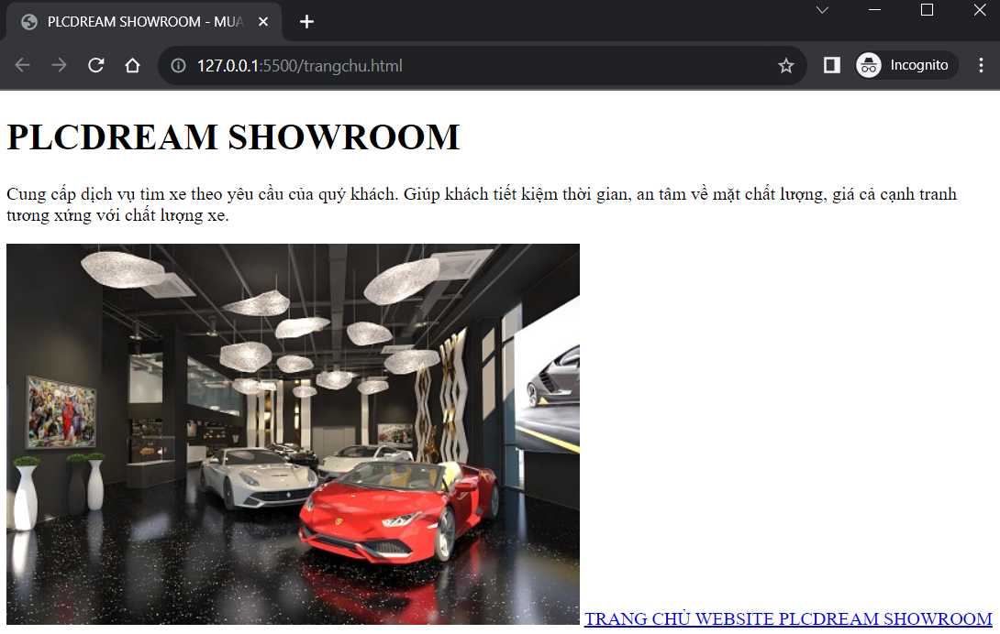 PLCDREAM SHOWROOM - MUA
127.0.0.1:5500/trangchu.html
Incognito
PLCDREAM SHOWROOM
Cung cấp dịch vụ tìm xe theo yêu cầu của quý khách. Giúp khách tiết kiệm thời gian, an tâm về mặt chất lượng, giá cả cạnh tranh
tương xứng với chất lượng xe.
TRANG CHỦ WEBSITE PLCDREAM SHOWROOM